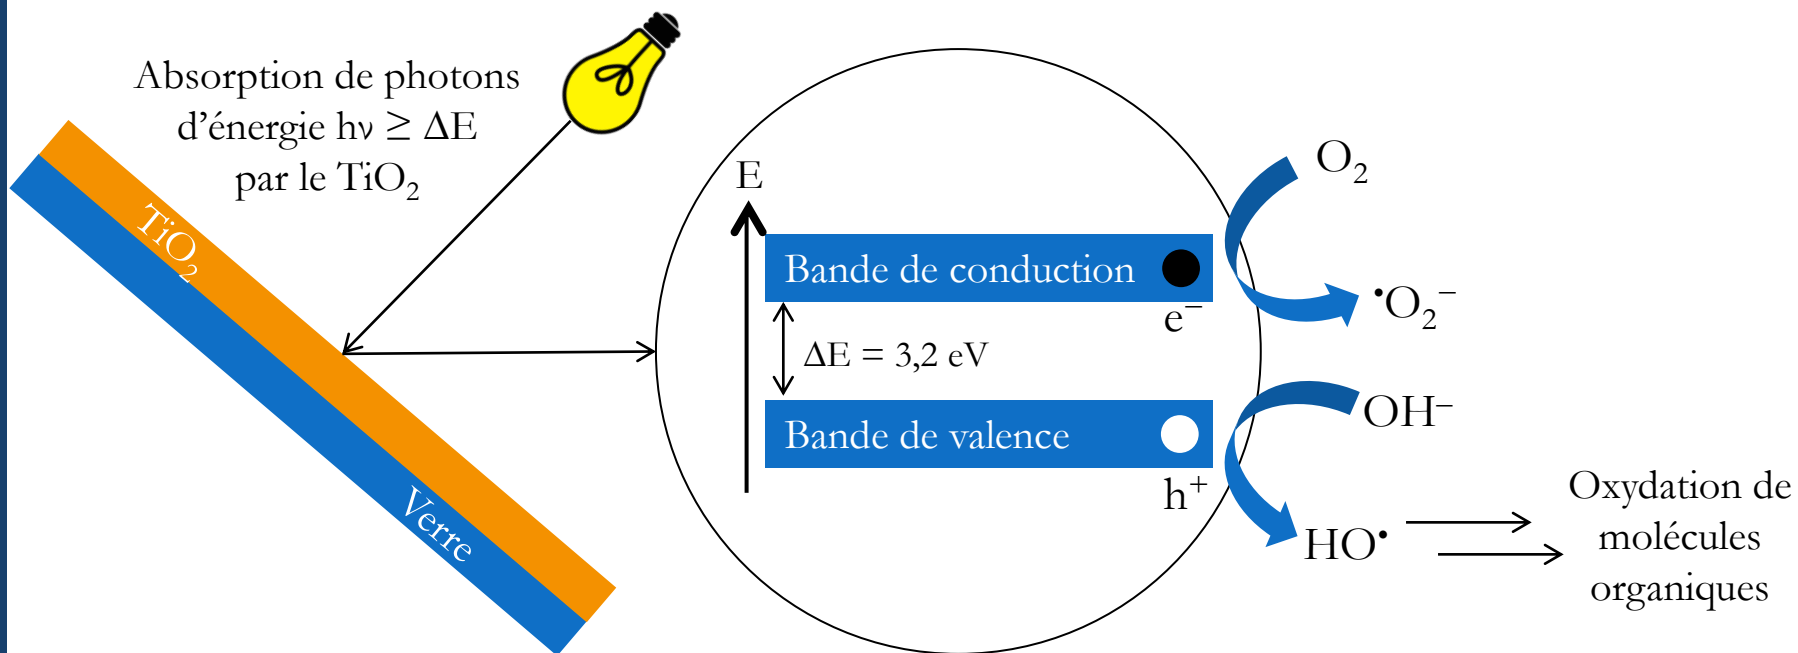 Absorption de photons
d’énergie hν ≥ ΔE
par le TiO₂
TiO₂
Verre
E
Bande de conduction
e⁻
ΔE = 3,2 eV
Bande de valence
h⁺
O₂
•O₂⁻
OH⁻
HO•
Oxydation de
molécules
organiques